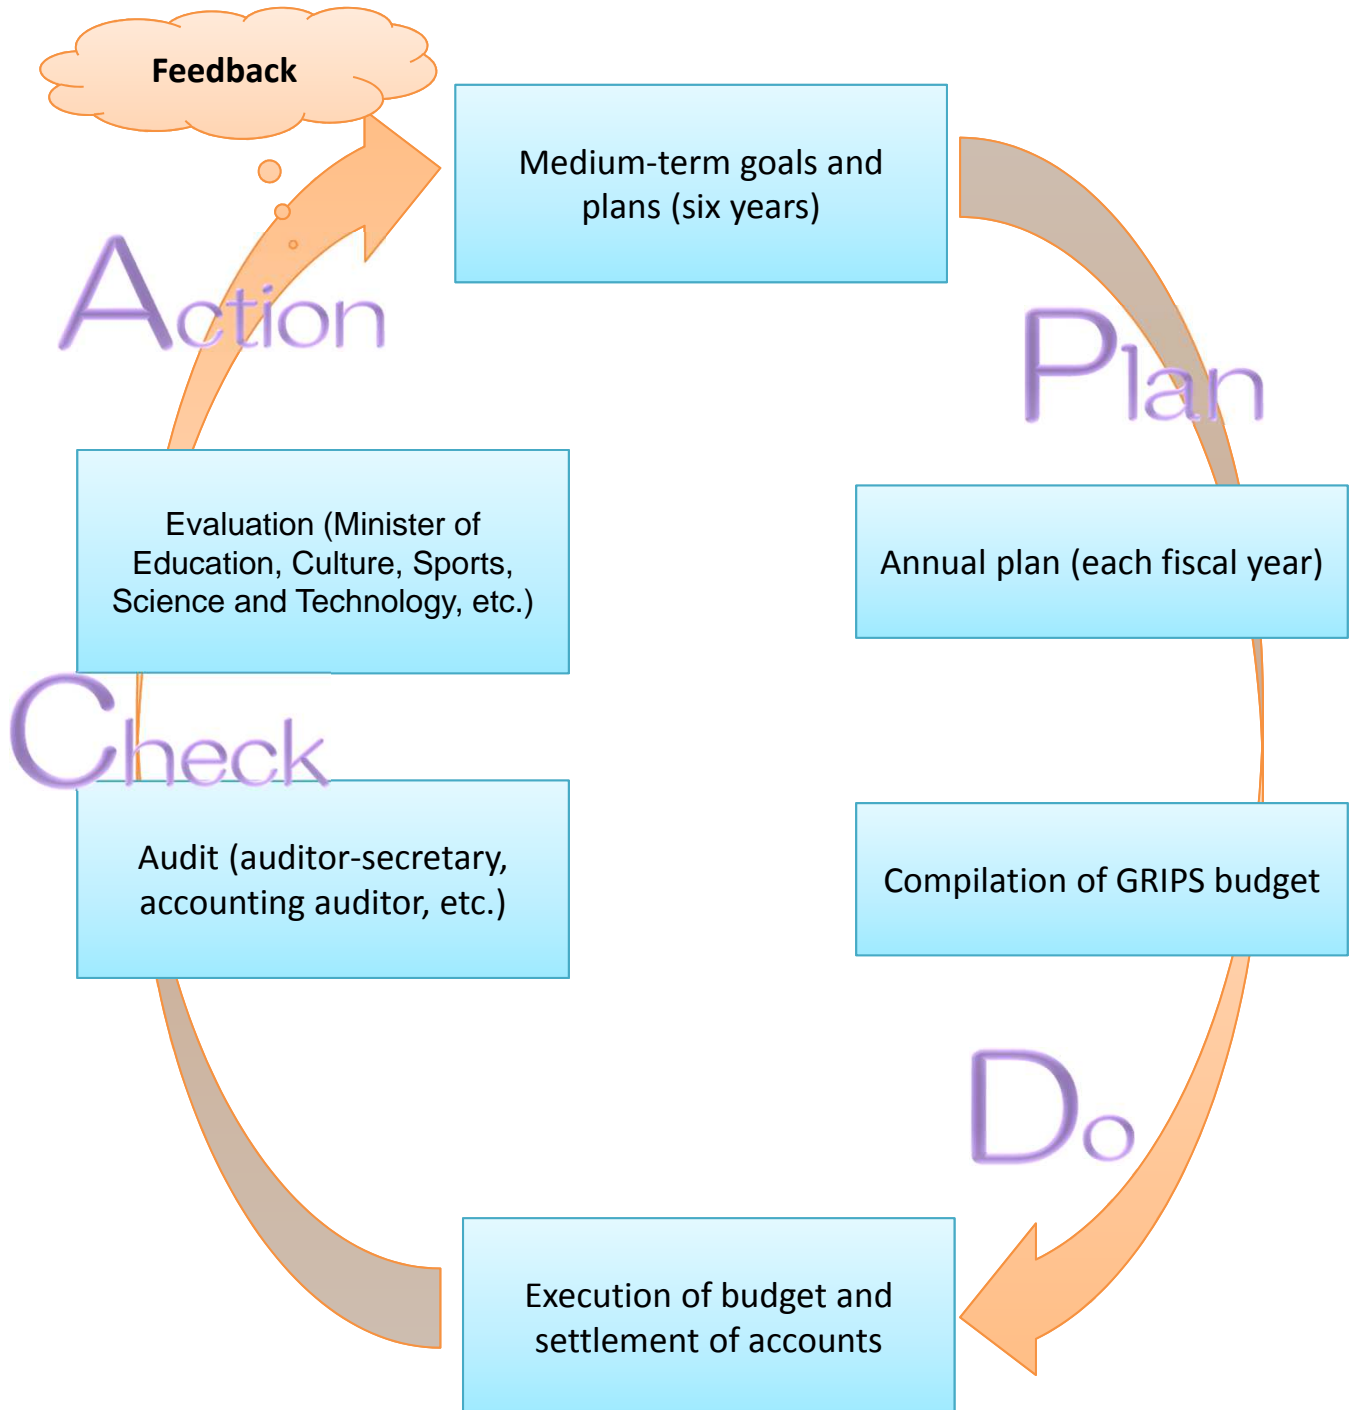 Feedback
Medium-term goals and
plans (six years)
Action
Plan
Evaluation (Minister of
Education, Culture, Sports,
Science and Technology, etc.)
Annual plan (each fiscal year)
Check
Audit (auditor-secretary,
accounting auditor, etc.)
Compilation of GRIPS budget
Do
Execution of budget and
settlement of accounts